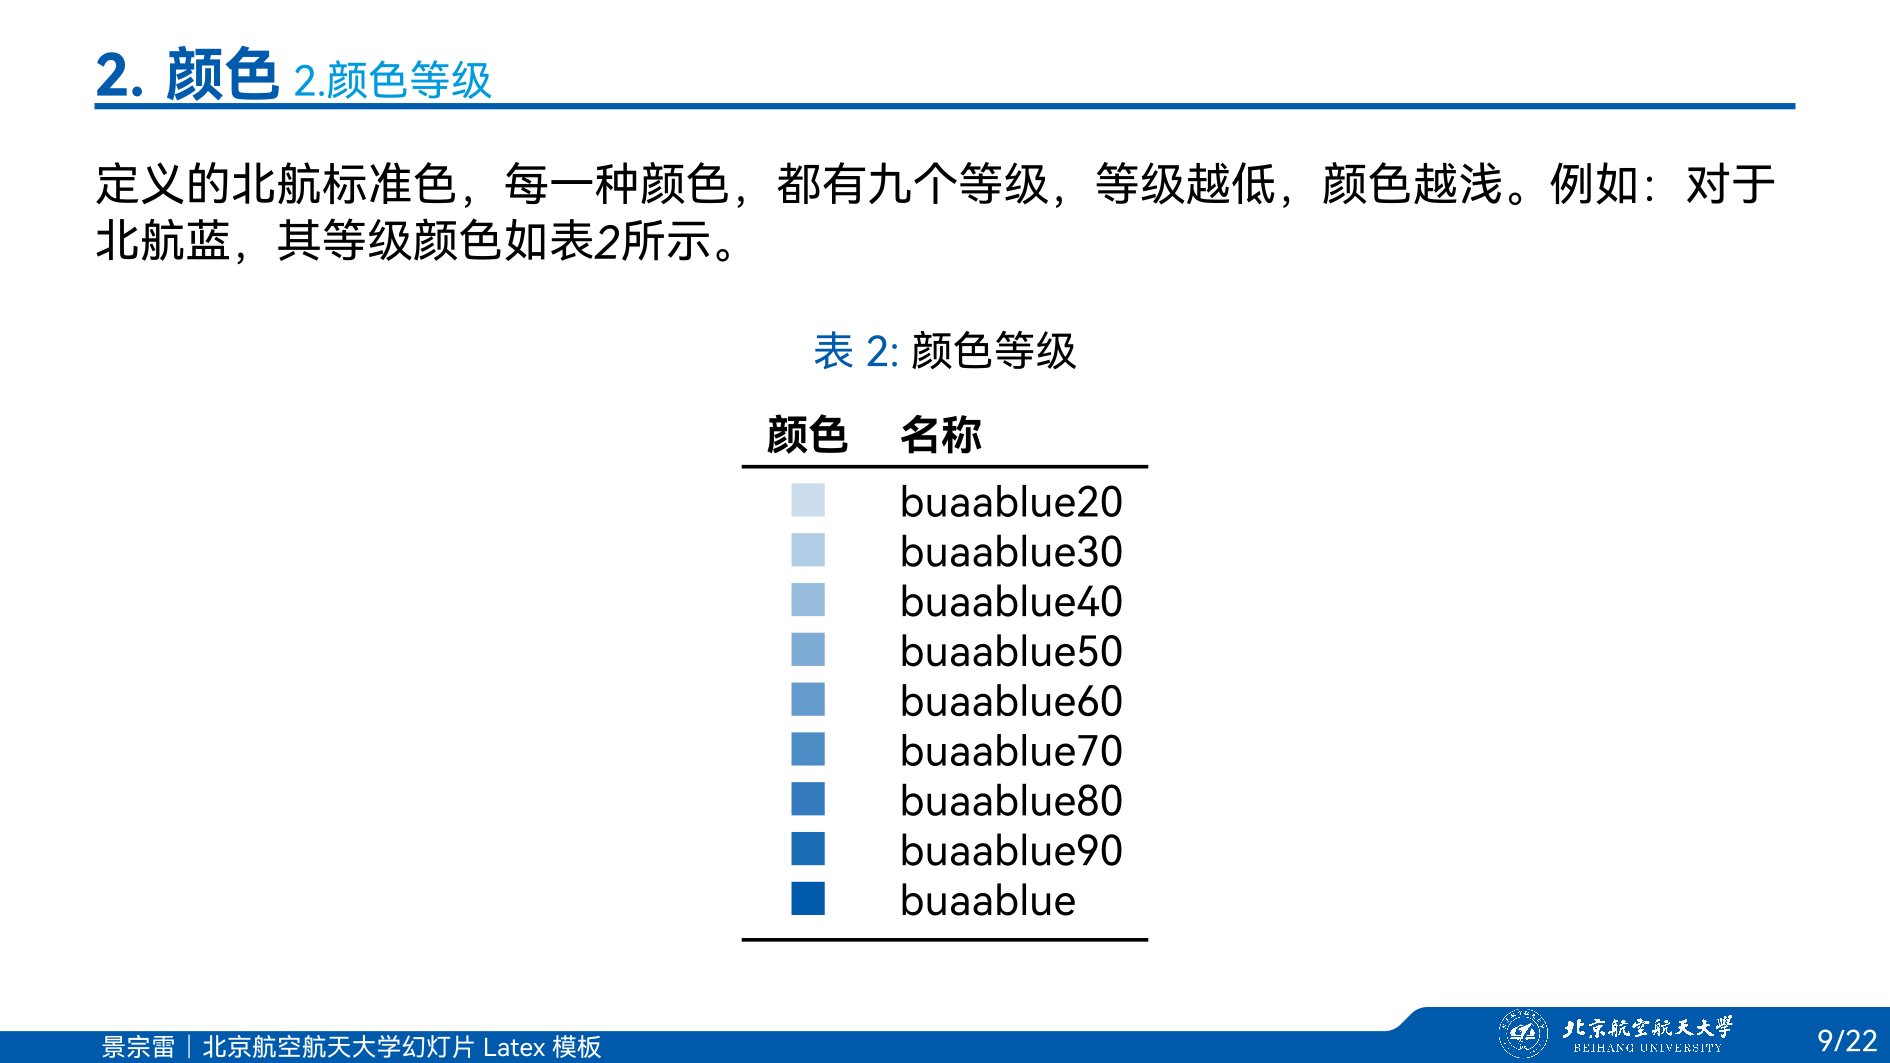 2. 颜色 2.颜色等级
定义的北航标准色，每一种颜色，都有九个等级，等级越低，颜色越浅。例如：对于
北航蓝，其等级颜色如表2所示。
表 2: 颜色等级
颜色 名称
buaablue20
buaablue30
buaablue40
buaablue50
buaablue60
buaablue70
buaablue80
buaablue90
buaablue
景宗雷｜北京航空航天大学幻灯片 Latex 模板
北京航空航天大學
BEIHANG UNIVERSITY
9/22